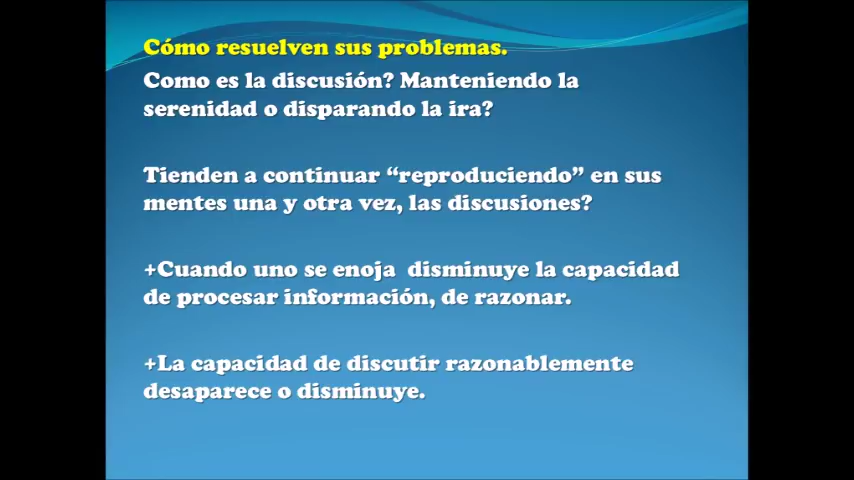 Cómo resuelven sus problemas.
Como es la discusión? Manteniendo la
serenidad o disparando la ira?
Tienden a continuar “reproduciendo” en sus
mentes una y otra vez, las discusiones?
+Cuando uno se enoja  disminuye la capacidad
de procesar información, de razonar.
+La capacidad de discutir razonablemente
desaparece o disminuye.